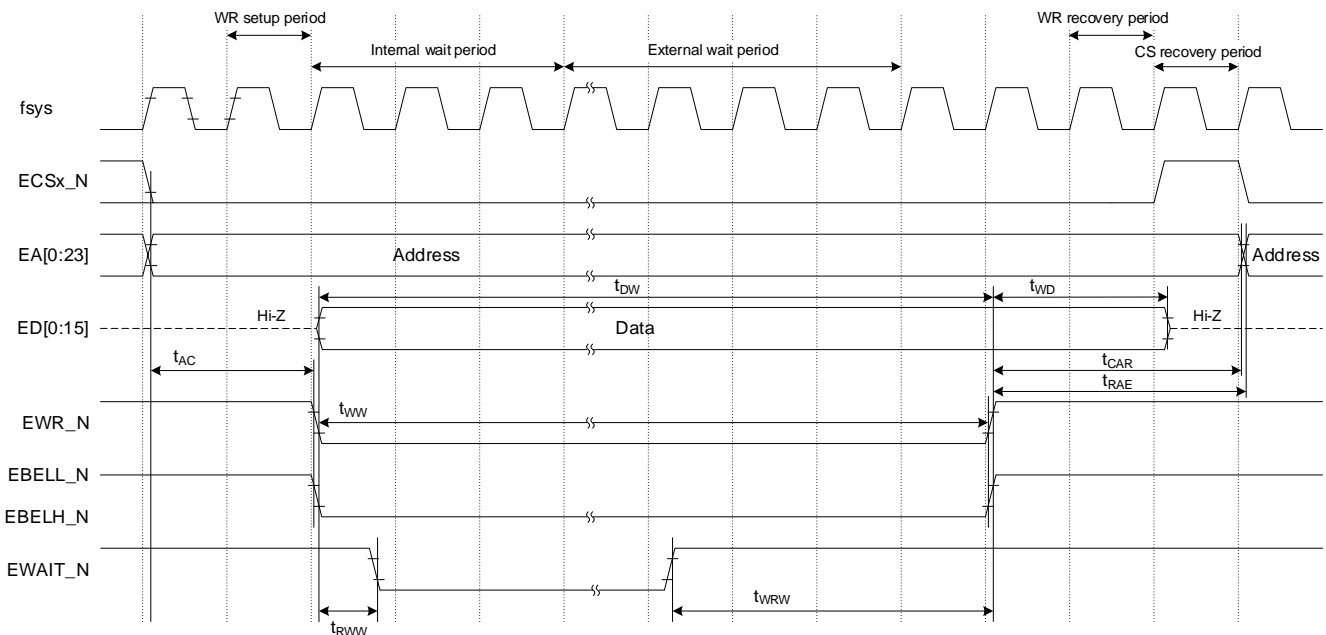 WR setup period
WR recovery period
Internal wait period
External wait period
CS recovery period
fsys
ECSx_N
EA[0:23]
Address
Address
tDW
tWD
ED[0:15]
Hi-Z
Data
Hi-Z
tAC
tCAR
tRAE
EWR_N
tWW
EBELL_N
EBELH_N
EWAIT_N
tWRW
tRWW